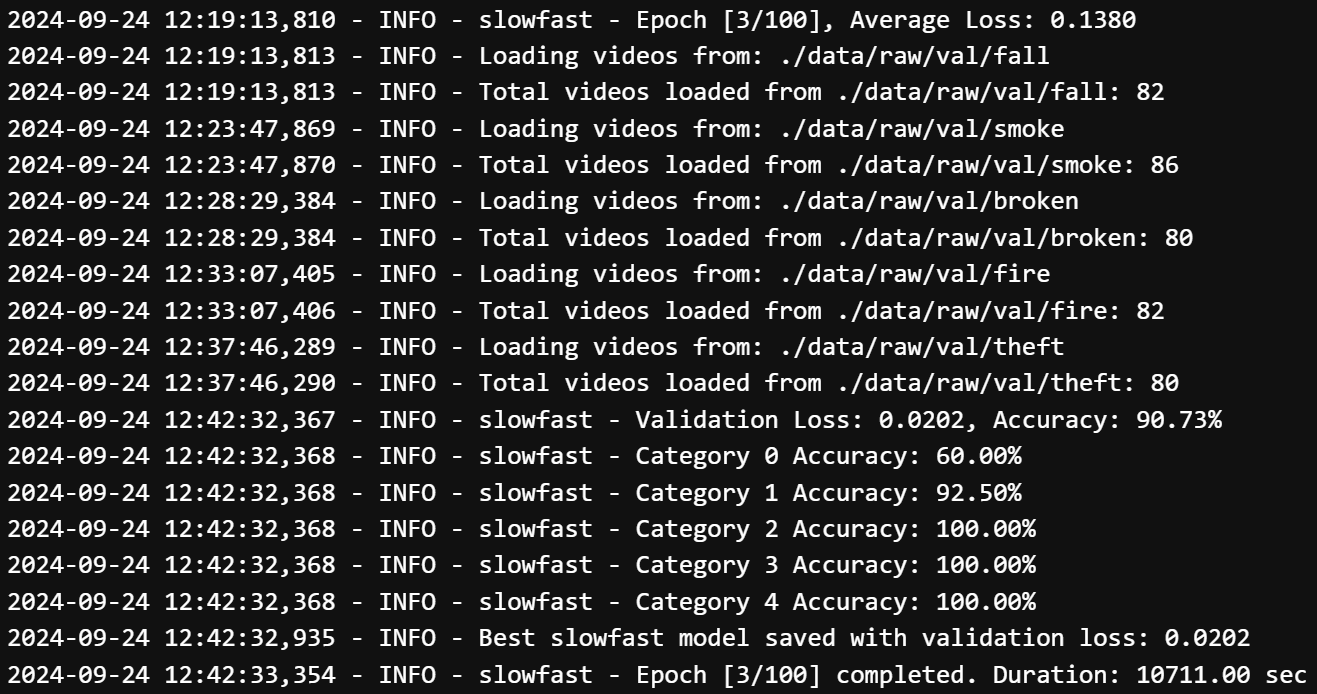 2024-09-24 12:19:13,810 - INFO - slowfast - Epoch [3/100], Average Loss: 0.1380
2024-09-24 12:19:13,813 - INFO - Loading videos from: ./data/raw/val/fall
2024-09-24 12:19:13,813 - INFO - Total videos loaded from ./data/raw/val/fall: 82
2024-09-24 12:23:47,869 - INFO - Loading videos from: ./data/raw/val/smoke
2024-09-24 12:23:47,870 - INFO - Total videos loaded from ./data/raw/val/smoke: 86
2024-09-24 12:28:29,384 - INFO - Loading videos from: ./data/raw/val/broken
2024-09-24 12:28:29,384 - INFO - Total videos loaded from ./data/raw/val/broken: 80
2024-09-24 12:33:07,405 - INFO - Loading videos from: ./data/raw/val/fire
2024-09-24 12:33:07,406 - INFO - Total videos loaded from ./data/raw/val/fire: 82
2024-09-24 12:37:46,289 - INFO - Loading videos from: ./data/raw/val/theft
2024-09-24 12:37:46,290 - INFO - Total videos loaded from ./data/raw/val/theft: 80
2024-09-24 12:42:32,367 - INFO - slowfast - Validation Loss: 0.0202, Accuracy: 90.73%
2024-09-24 12:42:32,368 - INFO - slowfast - Category 0 Accuracy: 60.00%
2024-09-24 12:42:32,368 - INFO - slowfast - Category 1 Accuracy: 92.50%
2024-09-24 12:42:32,368 - INFO - slowfast - Category 2 Accuracy: 100.00%
2024-09-24 12:42:32,368 - INFO - slowfast - Category 3 Accuracy: 100.00%
2024-09-24 12:42:32,368 - INFO - slowfast - Category 4 Accuracy: 100.00%
2024-09-24 12:42:32,935 - INFO - Best slowfast model saved with validation loss: 0.0202
2024-09-24 12:42:33,354 - INFO - slowfast - Epoch [3/100] completed. Duration: 10711.00 sec